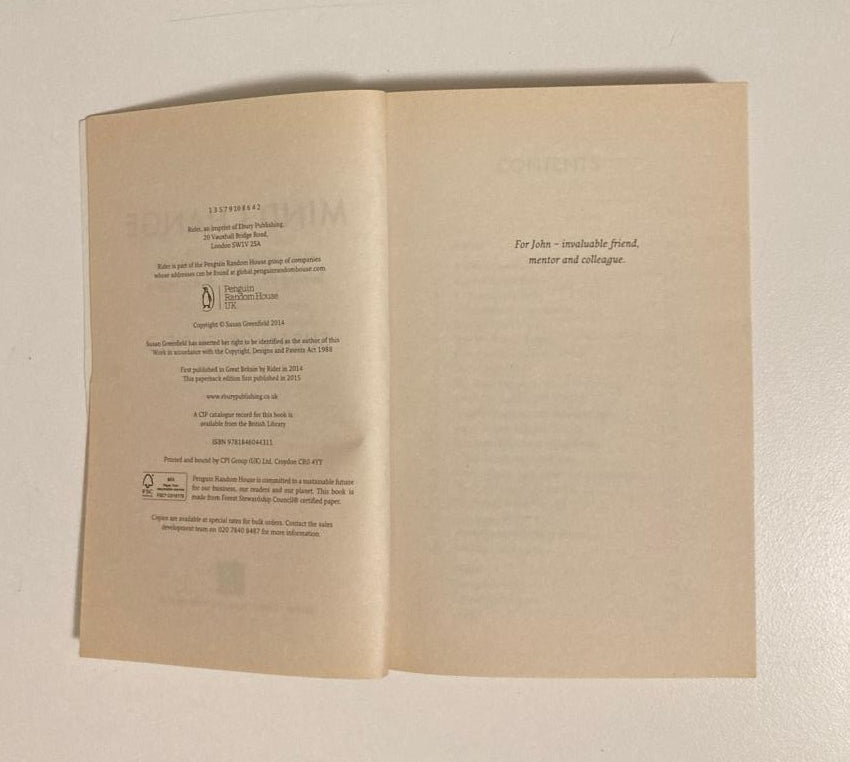 1 3 5 7 9 10 8 6 4 2
Rider, an imprint of Ebury Publishing,
20 Vauxhall Bridge Road,
London SW1V 2SA
Rider is part of the Penguin Random House group of companies
whose addresses can be found at global.penguinrandomhouse.com
Penguin
Random House
UK
Copyright © Susan Greenfield 2014
Susan Greenfield has asserted her right to be identified as the author of this
Work in accordance with the Copyright, Designs and Patents Act 1988
First published in Great Britain by Rider in 2014
This paperback edition first published in 2015
www.eburypublishing.co.uk
A CIP catalogue record for this book is
available from the British Library
ISBN 9781846044311
Printed and bound by CPI Group (UK) Ltd, Croydon CR0 4YY
FSC
MIX
Penguin Random House is committed to a sustainable future
for our business, our readers and our planet. This book is
made from Forest Stewardship Council® certified paper.
Copies are available at special rates for bulk orders. Contact the sales
development team on 020 7840 8487 for more information.
For John – invaluable friend,
mentor and colleague.
CONTENTS